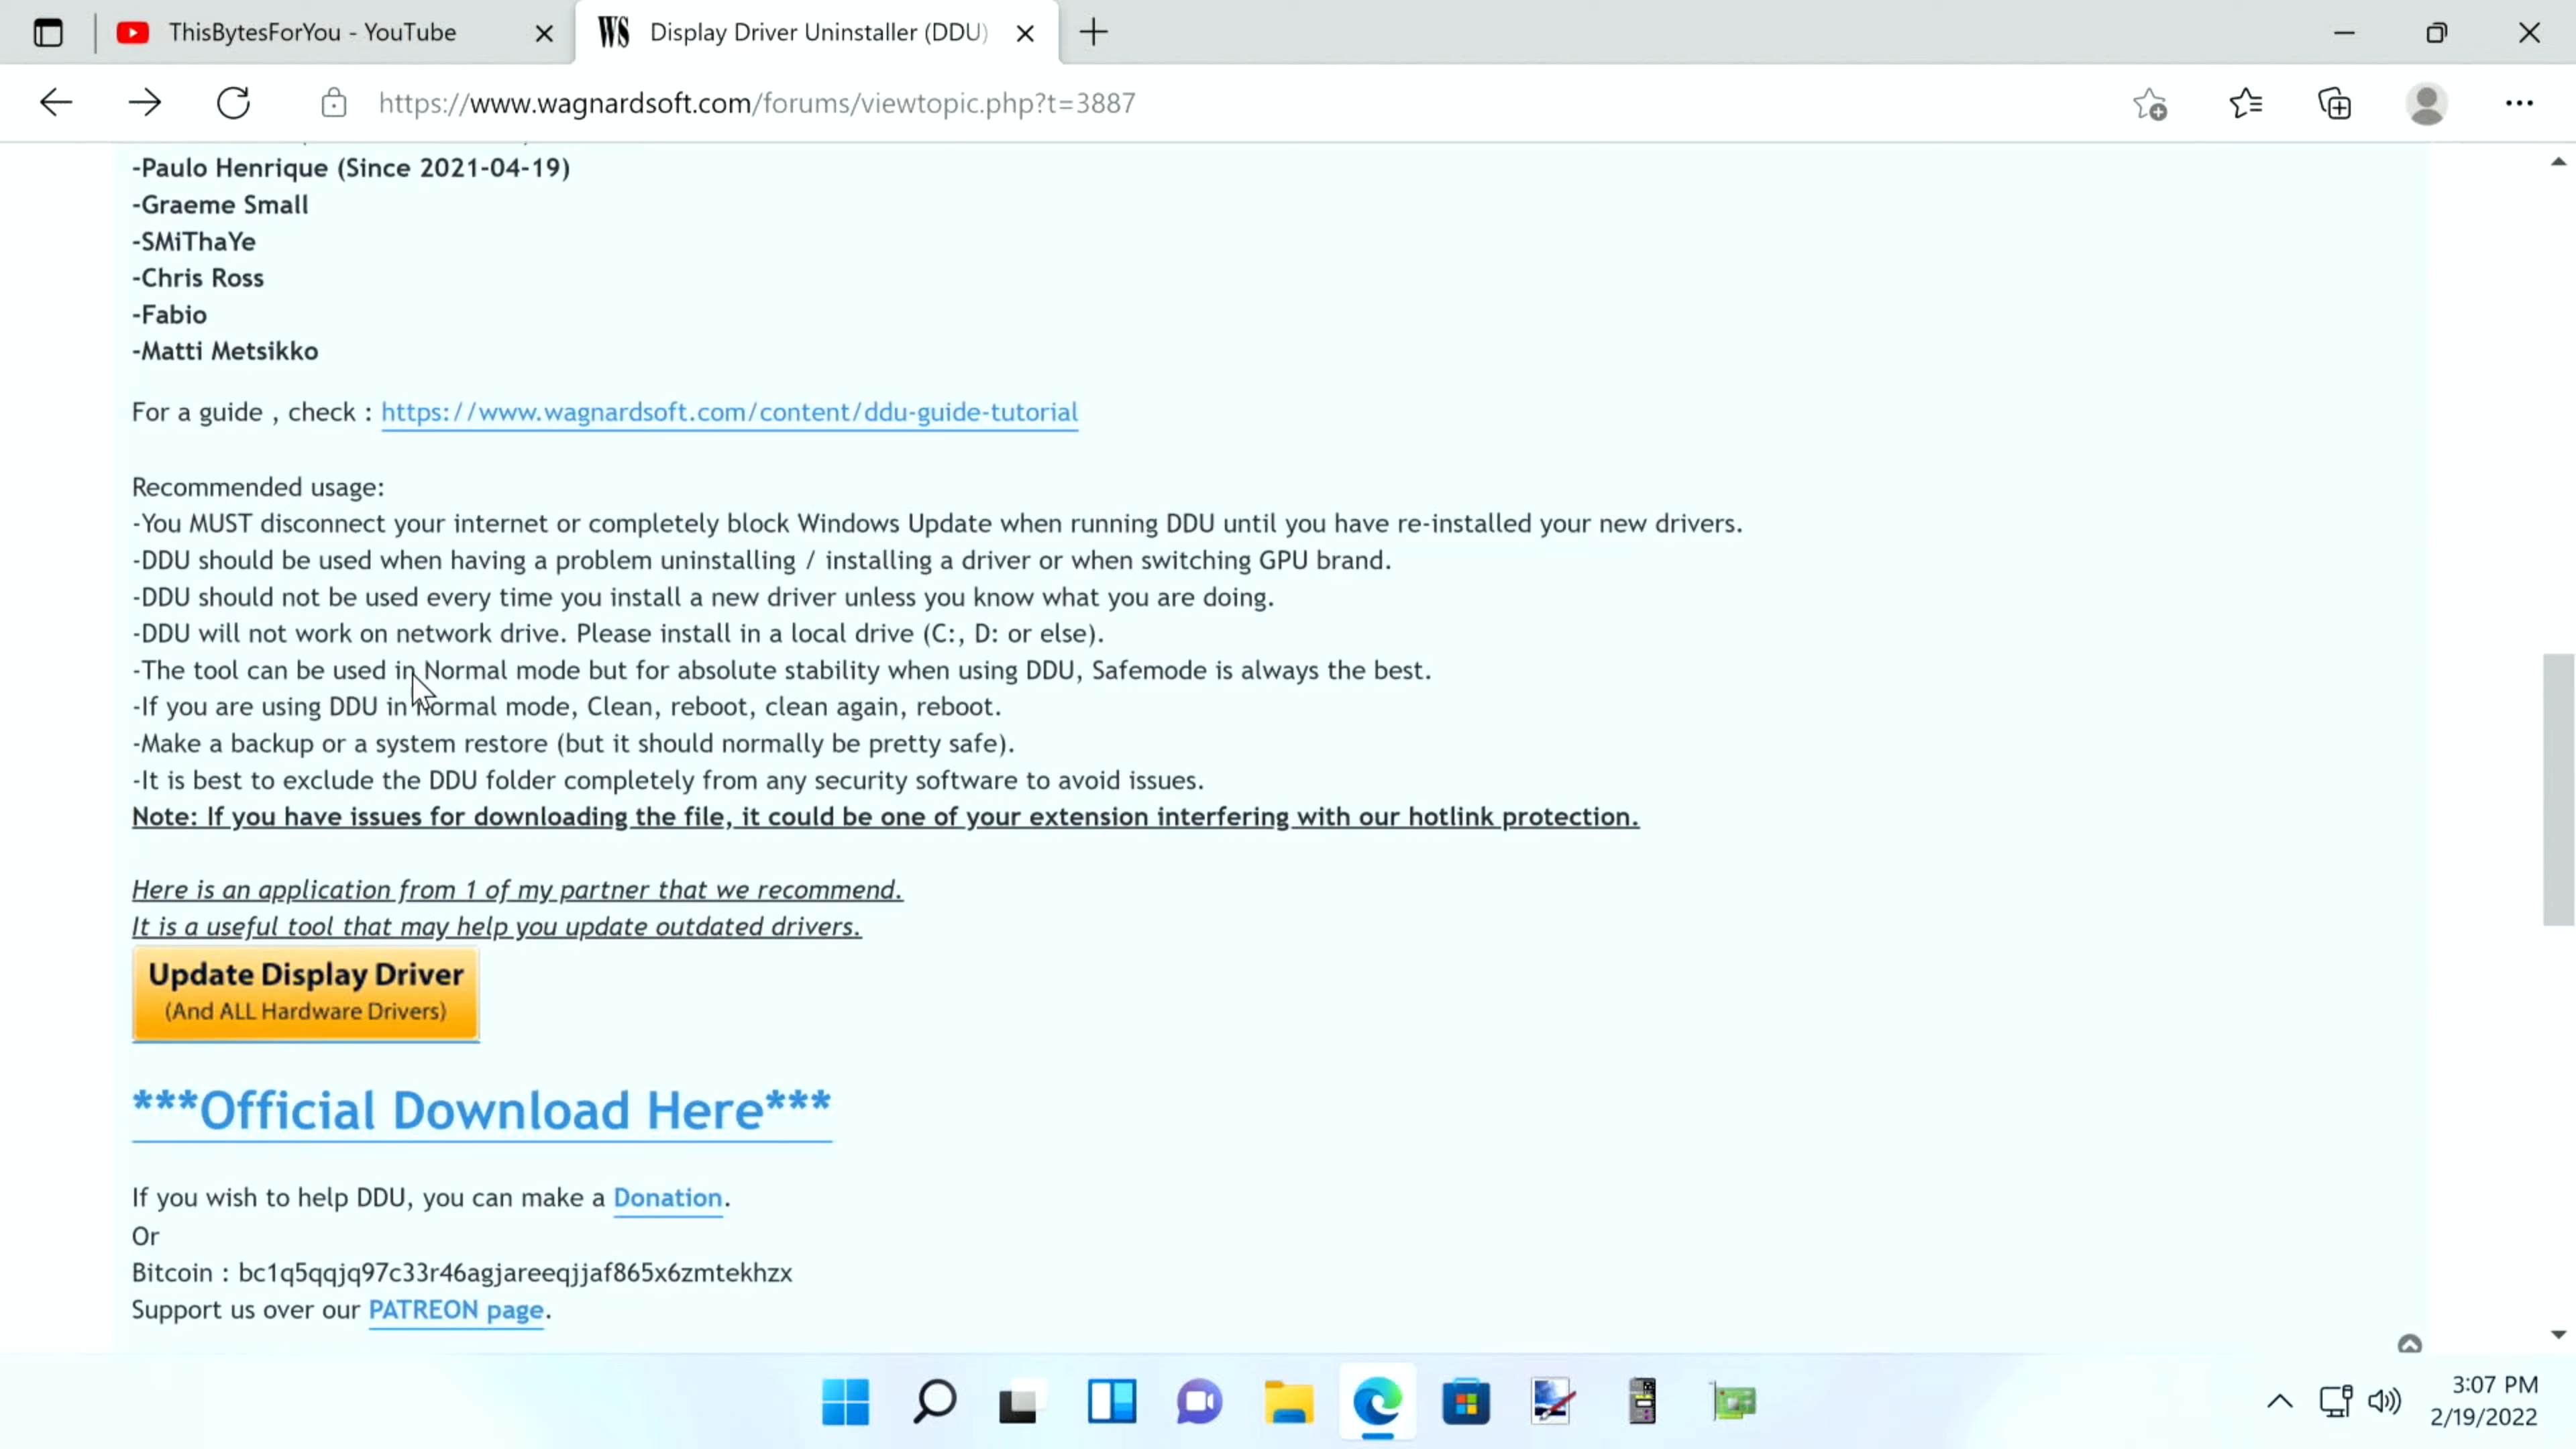 ThisBytesForYou - YouTube
WS Display Driver Uninstaller (DDU)
https://www.wagnardsoft.com/forums/viewtopic.php?t=3887
-Paulo Henrique (Since 2021-04-19)
-Graeme Small
-SMiThaYe
-Chris Ross
-Fabio
-Matti Metsikko
For a guide , check : https://www.wagnardsoft.com/content/ddu-guide-tutorial
Recommended usage:
-You MUST disconnect your internet or completely block Windows Update when running DDU until you have re-installed your new drivers.
-DDU should be used when having a problem uninstalling / installing a driver or when switching GPU brand.
-DDU should not be used every time you install a new driver unless you know what you are doing.
-DDU will not work on network drive. Please install in a local drive (C:, D: or else).
-The tool can be used in Normal mode but for absolute stability when using DDU, Safemode is always the best.
-If you are using DDU in normal mode, Clean, reboot, clean again, reboot.
-Make a backup or a system restore (but it should normally be pretty safe).
-It is best to exclude the DDU folder completely from any security software to avoid issues.
Note: If you have issues for downloading the file, it could be one of your extension interfering with our hotlink protection.
Here is an application from 1 of my partner that we recommend.
It is a useful tool that may help you update outdated drivers.
Update Display Driver
(And ALL Hardware Drivers)
***Official Download Here***
If you wish to help DDU, you can make a Donation.
Or
Bitcoin : bc1q5qqjq97c33r46agjareeqjjaf865x6zmtekhzx
Support us over our PATREON page.
3:07 PM
2/19/2022